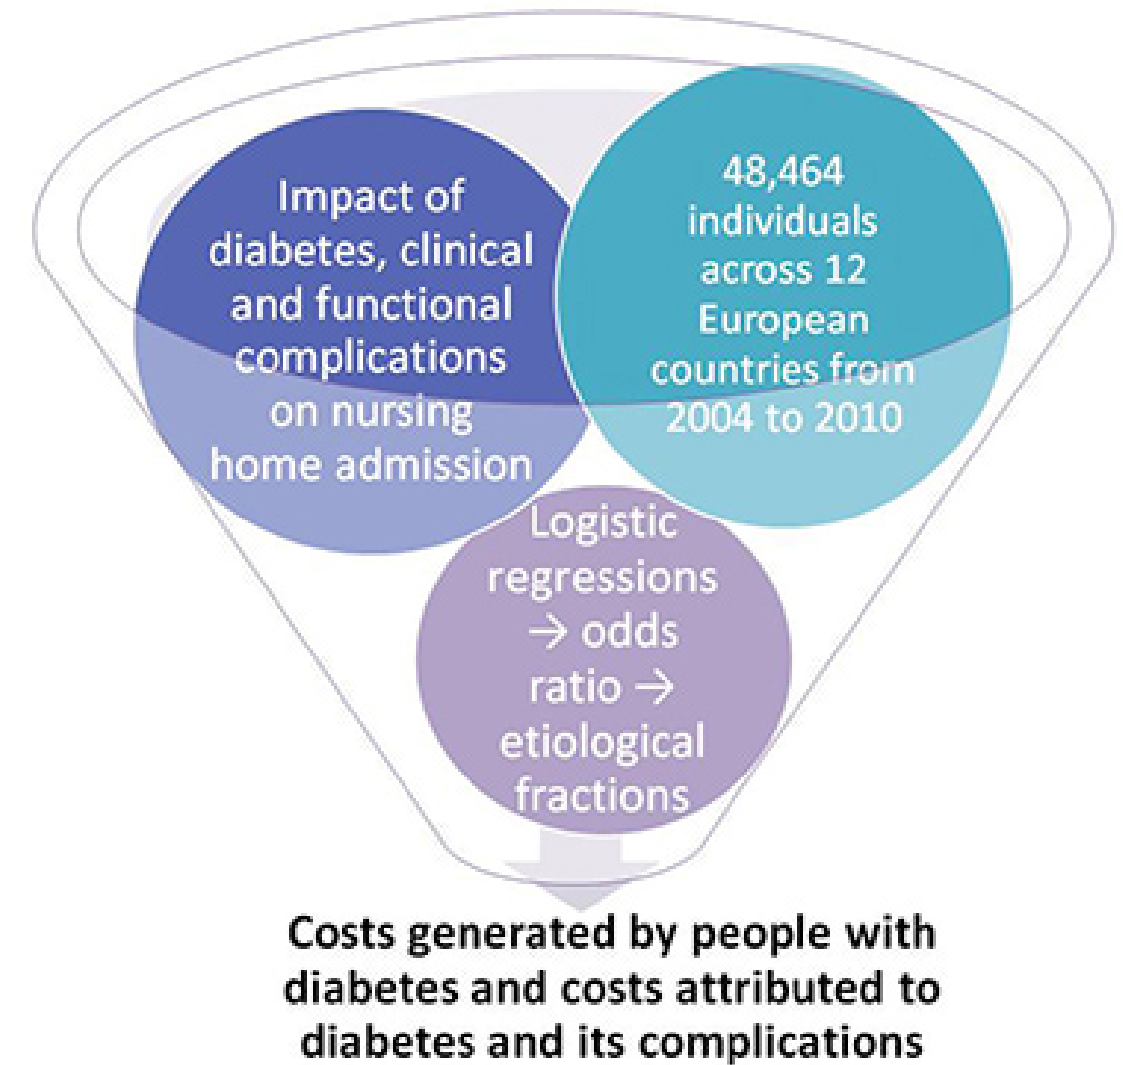 Impact of
diabetes, clinical
and functional
complications
on nursing
home admission
48,464
individuals
across 12
European
countries from
2004 to 2010
Logistic
regressions
→ odds
ratio →
etiological
fractions
Costs generated by people with
diabetes and costs attributed to
diabetes and its complications